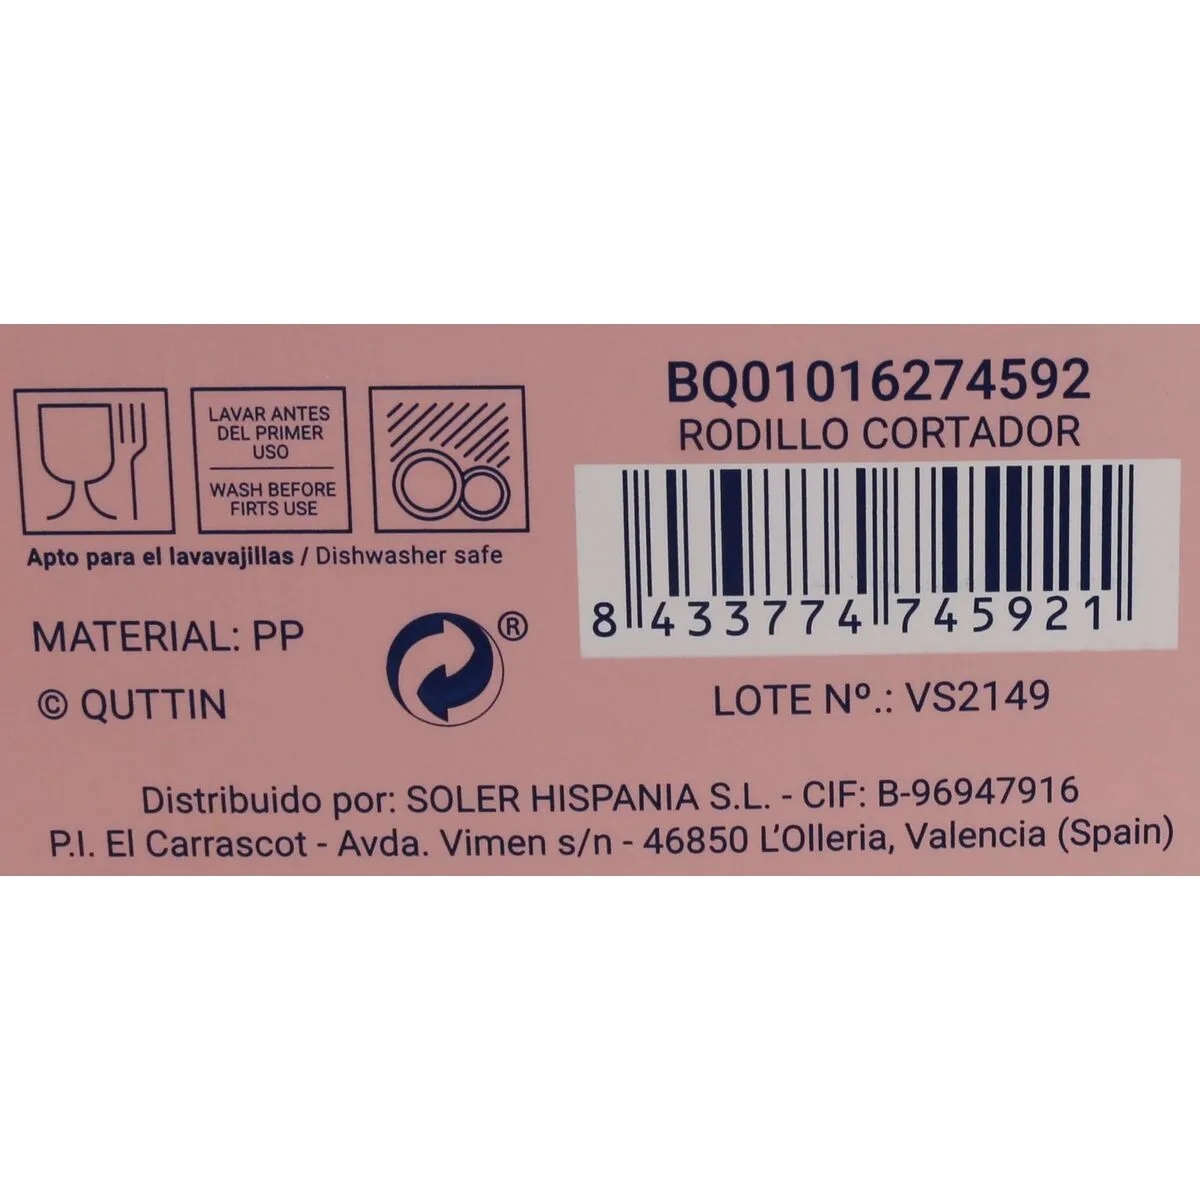 BQ01016274592
RODILLO CORTADOR
LAVAR ANTES
DEL PRIMER
USO
WASH BEFORE
FIRTS USE
Apto para el lavavajillas / Dishwasher safe
8 433774 745921
MATERIAL: PP
®
© QUTTIN
LOTE Nº.: VS2149
Distribuido por: SOLER HISPANIA S.L. - CIF: B-96947916
P.I. El Carrascot - Avda. Vimen s/n - 46850 L'Olleria, Valencia (Spain)